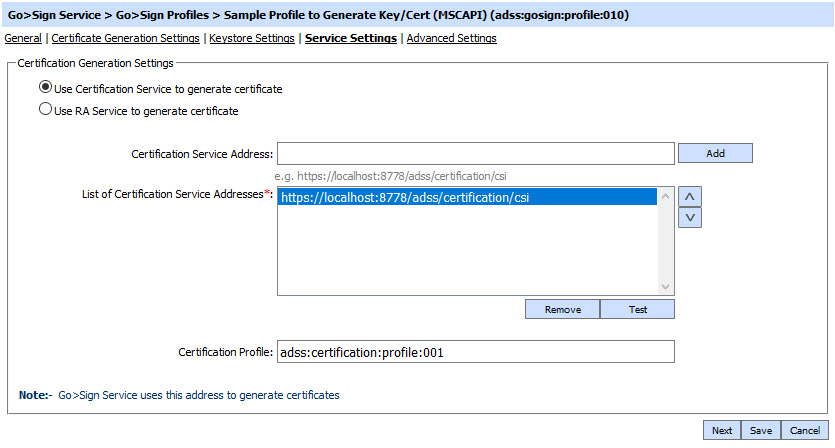 Go>Sign Service > Go>Sign Profiles > Sample Profile to Generate Key/Cert (MSCAPI) (adss:gosign:profile:010)
General | Certificate Generation Settings | Keystore Settings | Service Settings | Advanced Settings
Certification Generation Settings
Use Certification Service to generate certificate
Use RA Service to generate certificate
Certification Service Address: Add
e.g. https://localhost:8778/adss/certification/csi
List of Certification Service Addresses*: https://localhost:8778/adss/certification/csi
Remove Test
Certification Profile: adss:certification:profile:001
Note:- Go>Sign Service uses this address to generate certificates
Next Save Cancel